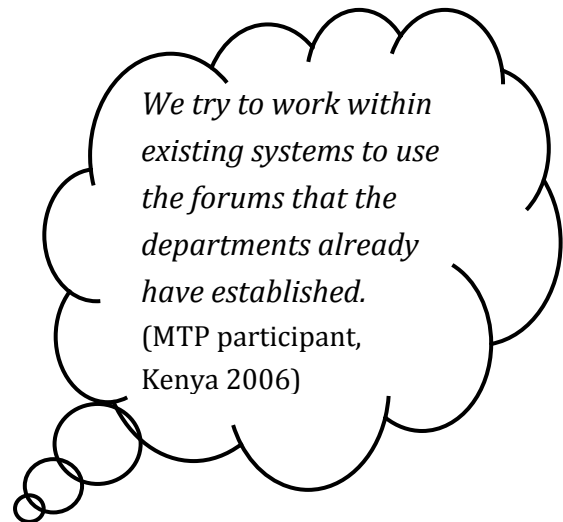 We try to work within
existing systems to use
the forums that the
departments already
have established.
(MTP participant,
Kenya 2006)